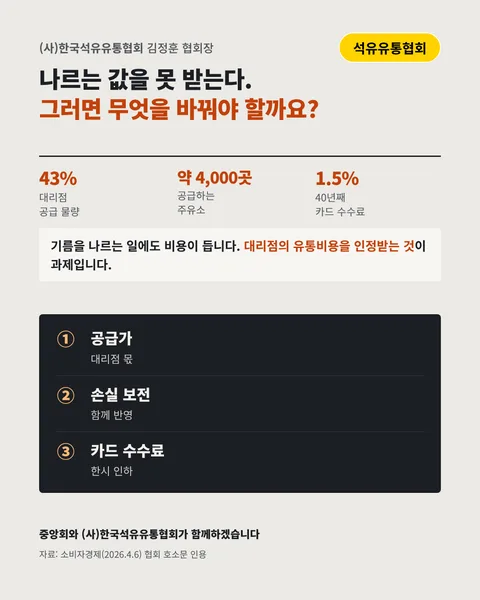 (사)한국석유유통협회 김정훈 협회장
석유유통협회
나르는 값을 못 받는다.
그러면 무엇을 바꿔야 할까요?
43%
대리점
공급 물량
약 4,000곳
공급하는
주유소
1.5%
40년째
카드 수수료
기름을 나르는 일에도 비용이 듭니다. 대리점의 유통비용을 인정받는 것이
과제입니다.
1
공급가
대리점 몫
2
손실 보전
함께 반영
3
카드 수수료
한시 인하
중앙회와 (사)한국석유유통협회가 함께하겠습니다
자료: 소비자경제(2026.4.6) 협회 호소문 인용